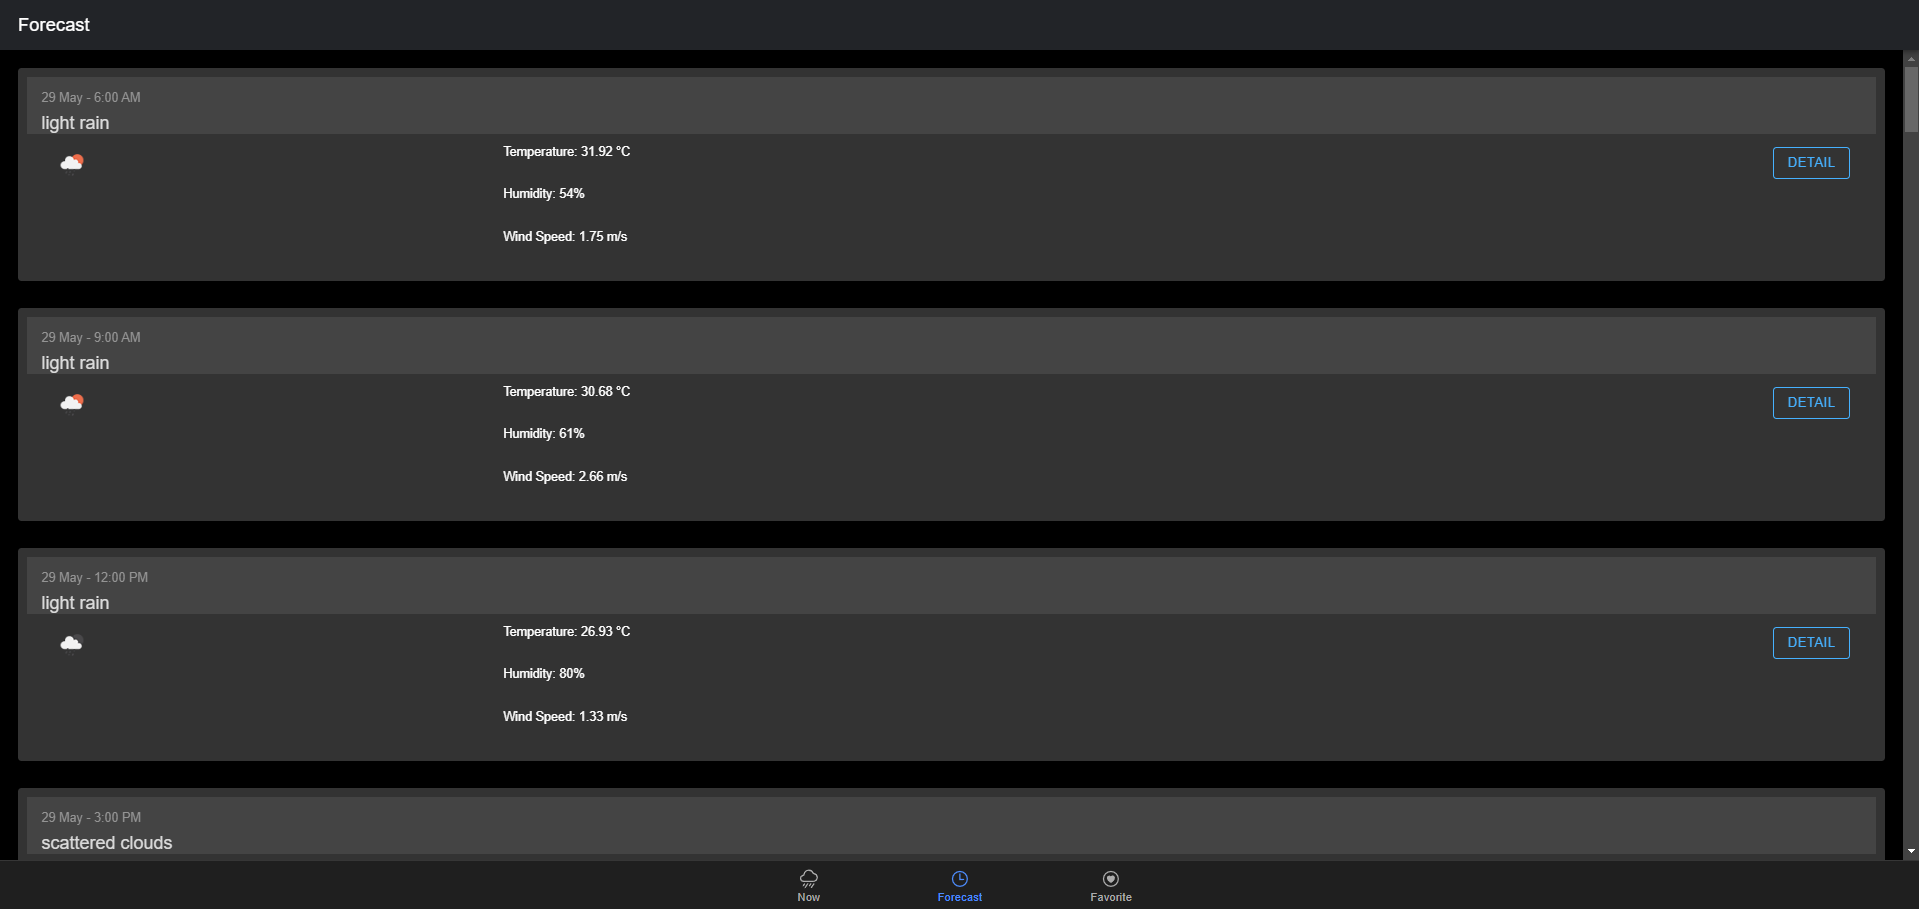 Forecast
29 May - 6:00 AM
light rain
Temperature: 31.92 °C
DETAIL
Humidity: 54%
Wind Speed: 1.75 m/s
29 May - 9:00 AM
light rain
Temperature: 30.68 °C
DETAIL
Humidity: 61%
Wind Speed: 2.66 m/s
29 May - 12:00 PM
light rain
Temperature: 26.93 °C
DETAIL
Humidity: 80%
Wind Speed: 1.33 m/s
29 May - 3:00 PM
scattered clouds
Now Forecast Favorite